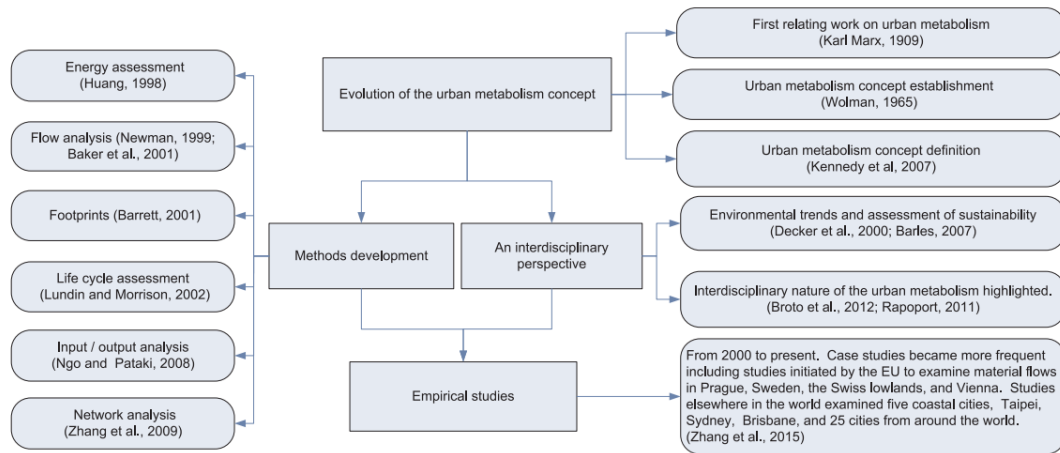 First relating work on urban metabolism
(Karl Marx, 1909)
Energy assessment
(Huang, 1998)
Evolution of the urban metabolism concept
Urban metabolism concept establishment
(Wolman, 1965)
Flow analysis (Newman, 1999;
Baker et al., 2001)
Urban metabolism concept definition
(Kennedy et al, 2007)
Footprints (Barrett, 2001)
Methods development
An interdisciplinary
perspective
Environmental trends and assessment of sustainability
(Decker et al., 2000; Barles, 2007)
Life cycle assessment
(Lundin and Morrison, 2002)
Interdisciplinary nature of the urban metabolism highlighted.
(Broto et al., 2012; Rapoport, 2011)
Input / output analysis
(Ngo and Pataki, 2008)
Empirical studies
From 2000 to present. Case studies became more frequent
including studies initiated by the EU to examine material flows
in Prague, Sweden, the Swiss lowlands, and Vienna. Studies
elsewhere in the world examined five coastal cities, Taipei,
Sydney, Brisbane, and 25 cities from around the world.
(Zhang et al., 2015)
Network analysis
(Zhang et al., 2009)